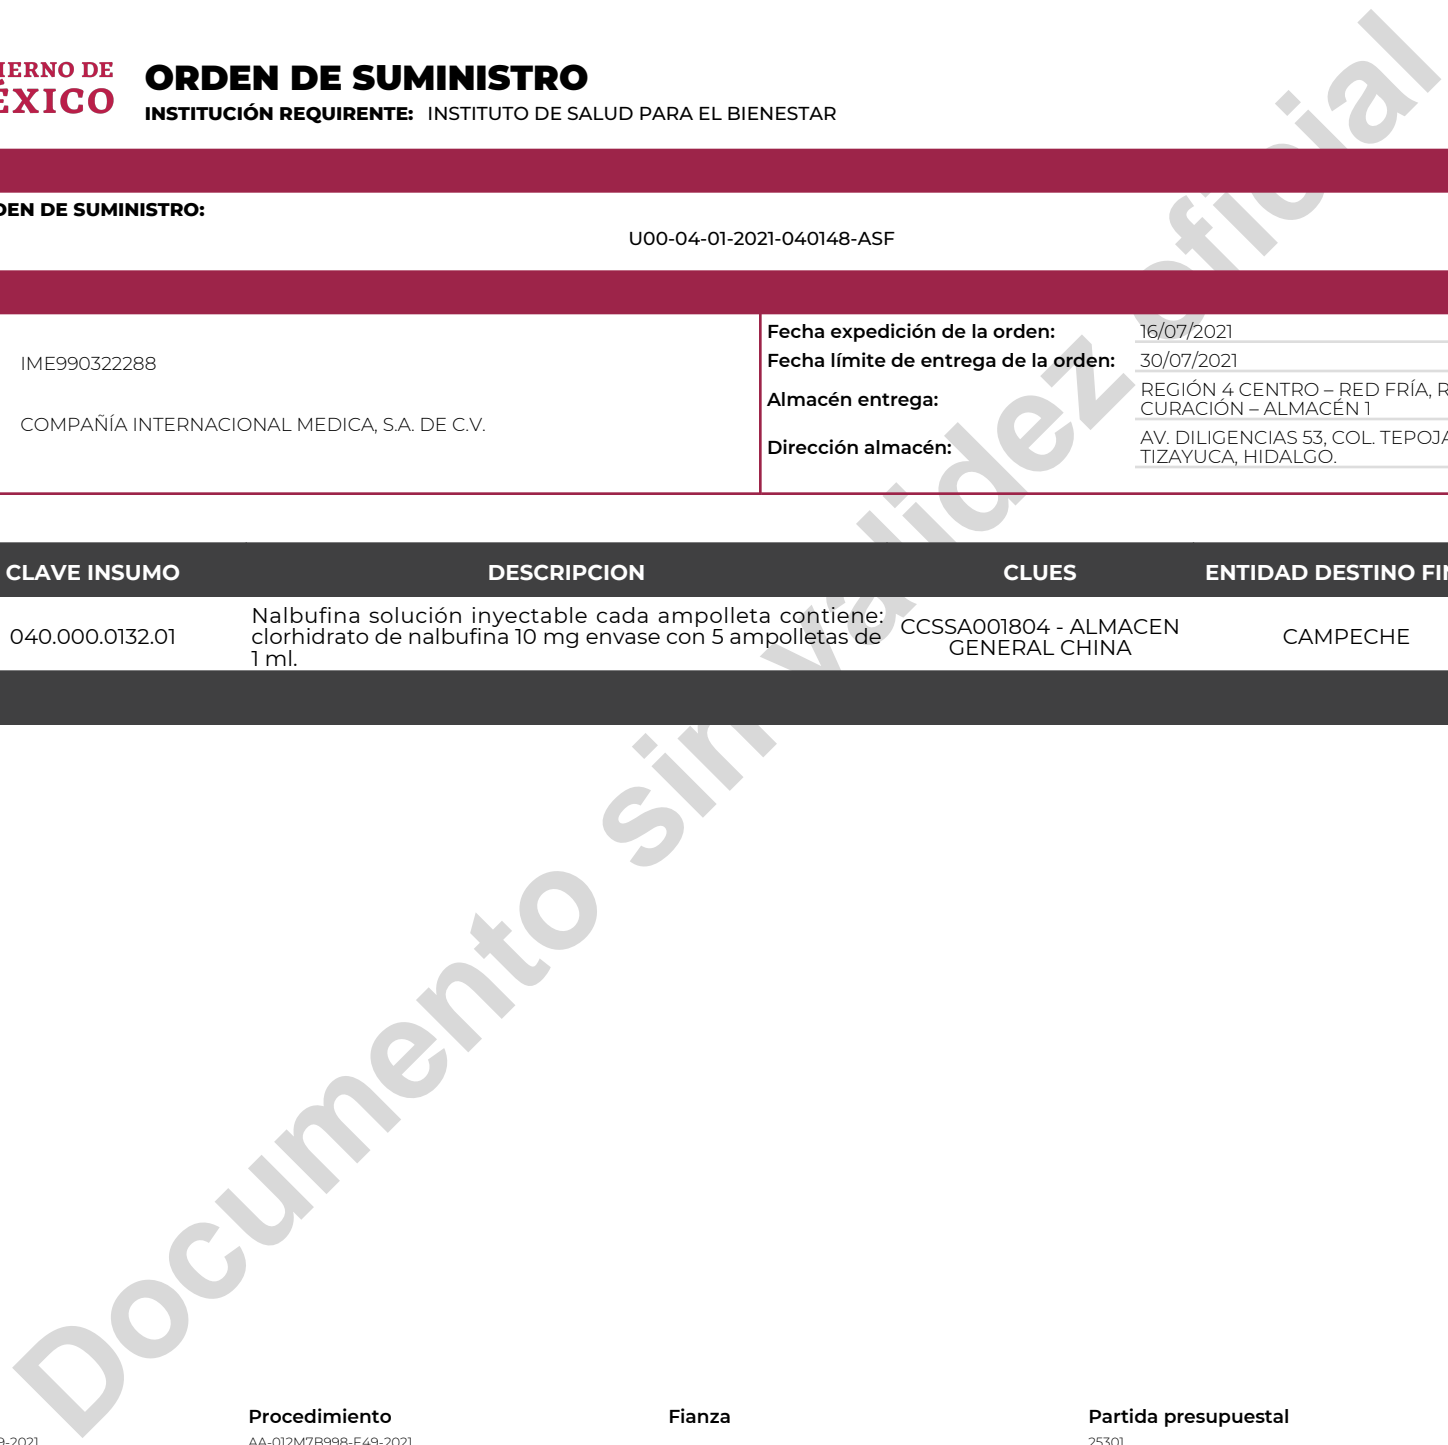 ORDEN DE SUMINISTRO
INSTITUCIÓN REQUIRENTE: INSTITUTO DE SALUD PARA EL BIENESTAR
DE
DE SUMINISTRO:
U00-04-01-2021-040148-ASF
IME990322288
COMPAÑÍA INTERNACIONAL MEDICA, S.A. DE C.V.
Fecha expedición de la orden: 16/07/2021
Fecha límite de entrega de la orden: 30/07/2021
Almacén entrega: REGIÓN 4 CENTRO – RED FRÍA,
CURACIÓN – ALMACÉN 1
Dirección almacén: AV. DILIGENCIAS 53, COL.
TIZAYUCA, HIDALGO.
CLAVE INSUMO DESCRIPCION CLUES ENTIDAD DESTINO
040.000.0132.01
Nalbufina solución inyectable cada ampolleta contiene:
clorhidrato de nalbufina 10 mg envase con 5 ampolletas de
1 ml.
CCSSA001804 - ALMACEN
GENERAL CHINA
CAMPECHE
Documento sin validez oficial
Procedimiento Fianza Partida presupuestal
AA-012M7B998-E49-2021 25301